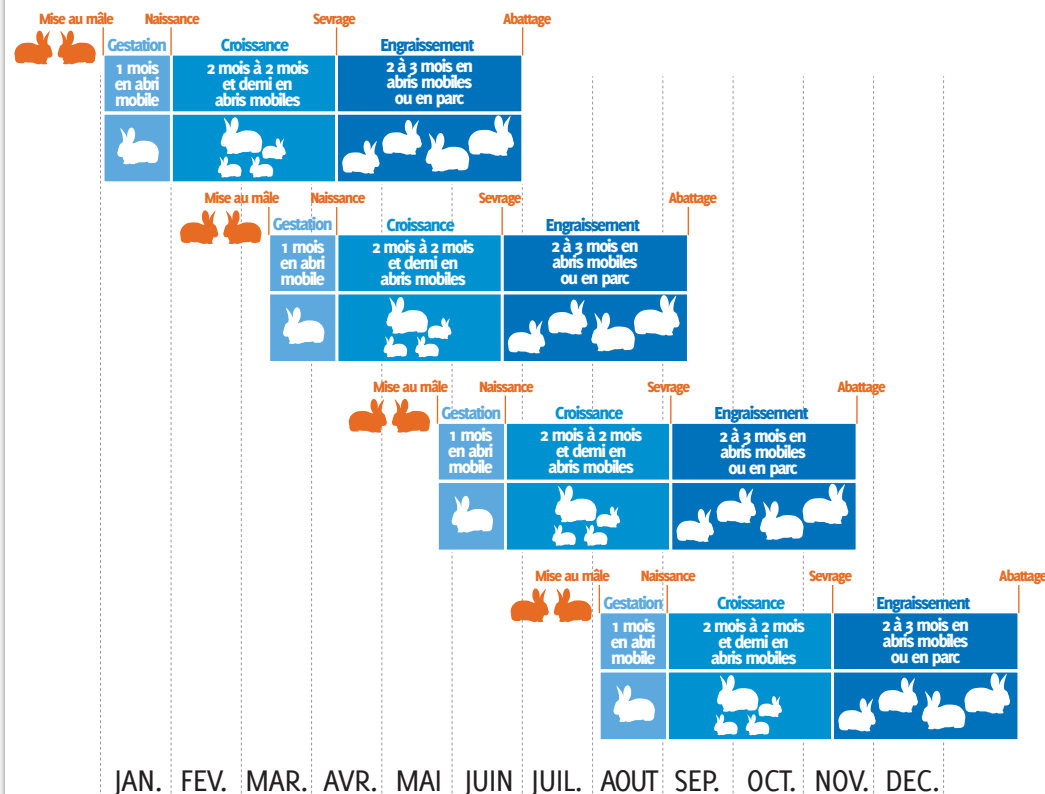 Mise au mâle Naissance Sevrage Abattage
Gestation Croissance Engraissement
1 mois
en abri
mobile
2 mois à 2 mois
et demi en
abris mobiles
2 à 3 mois en
abris mobiles
ou en parc
Mise au mâle Naissance Sevrage Abattage
Gestation Croissance Engraissement
1 mois
en abri
mobile
2 mois à 2 mois
et demi en
abris mobiles
2 à 3 mois en
abris mobiles
ou en parc
Mise au mâle Naissance Sevrage Abattage
Gestation Croissance Engraissement
1 mois
en abri
mobile
2 mois à 2 mois
et demi en
abris mobiles
2 à 3 mois en
abris mobiles
ou en parc
Mise au mâle Naissance Sevrage Abattage
Gestation Croissance Engraissement
1 mois
en abri
mobile
2 mois à 2 mois
et demi en
abris mobiles
2 à 3 mois en
abris mobiles
ou en parc
JAN. FEV. MAR. AVR. MAI JUIN JUIL. AOUT SEP. OCT. NOV. DEC.